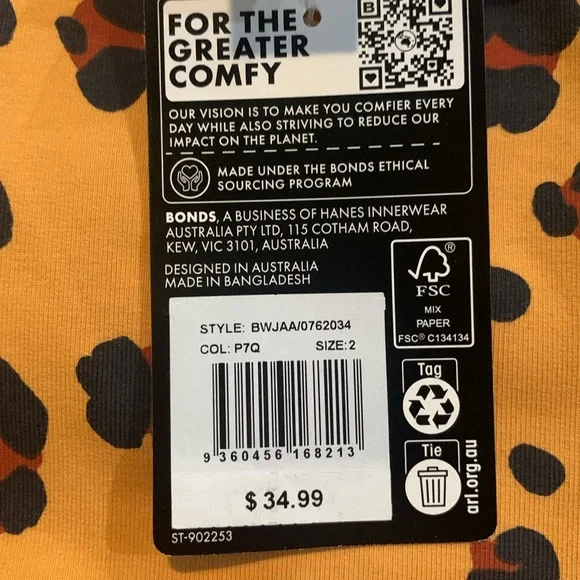 FOR THE
GREATER
COMFY
B
OUR VISION IS TO MAKE YOU COMFIER EVERY
DAY WHILE ALSO STRIVING TO REDUCE OUR
IMPACT ON THE PLANET.
MADE UNDER THE BONDS ETHICAL
SOURCING PROGRAM
BONDS, A BUSINESS OF HANES INNERWEAR
AUSTRALIA PTY LTD, 115 COTHAM ROAD,
KEW, VIC 3101, AUSTRALIA
DESIGNED IN AUSTRALIA
MADE IN BANGLADESH
®
FSC
MIX
PAPER
FSC® C134134
STYLE: BWJAA/0762034
COL: P7Q SIZE: 2
9 360456 168213
$34.99
Tag
Tie
arl.org.au
ST-902253